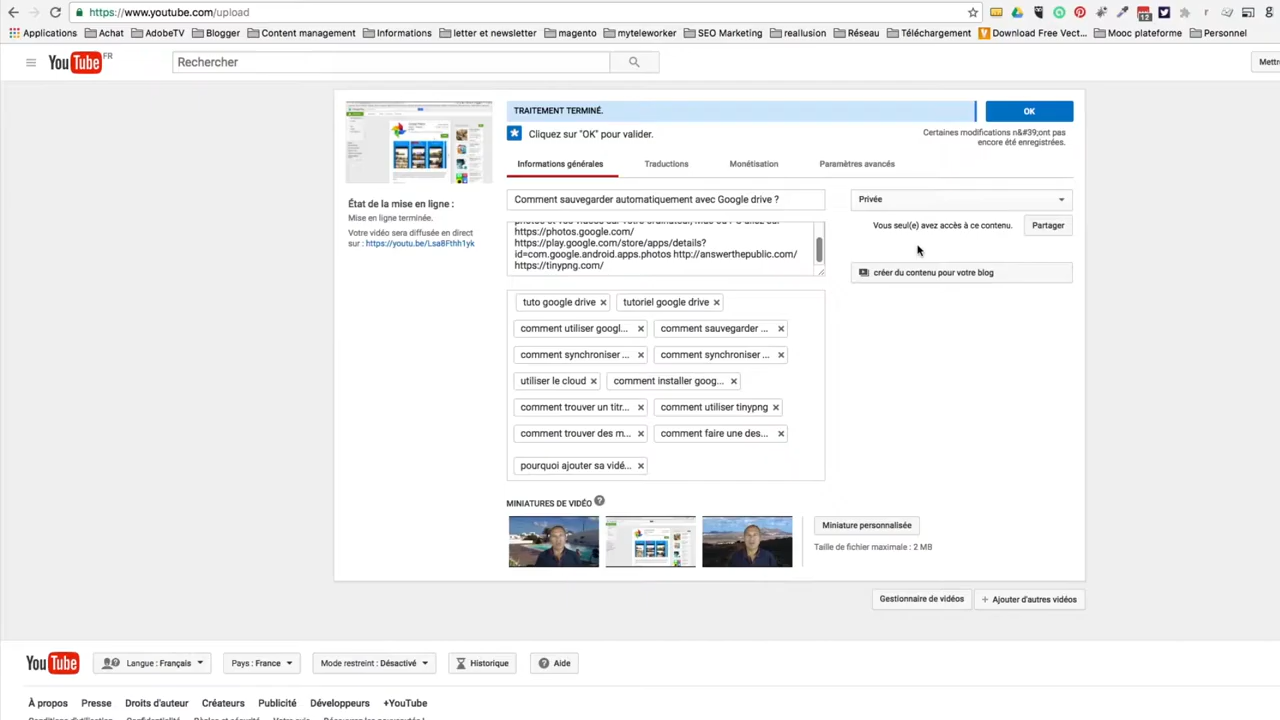 https://www.youtube.com/upload
12
Applications Achat AdobeTV Blogger Content management Informations letter et newsletter magento myteleworker SEO Marketing reallusion Réseau Téléchargement Download Free Vect... Mooc plateforme Personnel
YouTube FR
Rechercher
Mettr
TRAITEMENT TERMINÉ.
OK
Cliquez sur "OK" pour valider.
Certaines modifications n&#39;ont pas
encore été enregistrées.
Informations générales Traductions Monétisation Paramètres avancés
État de la mise en ligne :
Mise en ligne terminée.
Votre vidéo sera diffusée en direct
sur : https://youtu.be/Lsa8Fthh1yk
Comment sauvegarder automatiquement avec Google drive ?
https://photos.google.com/
https://play.google.com/store/apps/details?
id=com.google.android.apps.photos http://answerthepublic.com/
https://tinypng.com/
Privée
Vous seul(e) avez accès à ce contenu.
Partager
créer du contenu pour votre blog
tuto google drive tutoriel google drive
comment utiliser googl... comment sauvegarder ...
comment synchroniser ... comment synchroniser ...
utiliser le cloud comment installer goog...
comment trouver un titr... comment utiliser tinypng
comment trouver des m... comment faire une des...
pourquoi ajouter sa vidé...
MINIATURES DE VIDÉO ?
Miniature personnalisée
Taille de fichier maximale : 2 MB
Gestionnaire de vidéos + Ajouter d'autres vidéos
YouTube Langue : Français Pays : France Mode restreint : Désactivé Historique Aide
À propos Presse Droits d'auteur Créateurs Publicité Développeurs +YouTube